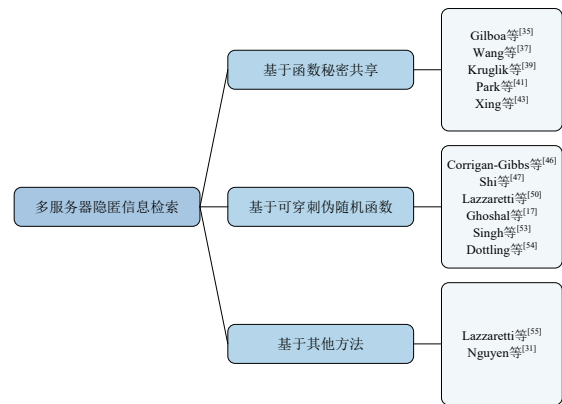 多服务器隐匿信息检索
基于函数秘密共享
Gilboa等[35]
Wang等[37]
Kruglik等[39]
Park等[41]
Xing等[43]
基于可穿刺伪随机函数
Corrigan-Gibbs等[46]
Shi等[47]
Lazzaretti等[50]
Ghoshal等[17]
Singh等[53]
Dottling等[54]
基于其他方法
Lazzaretti等[55]
Nguyen等[31]